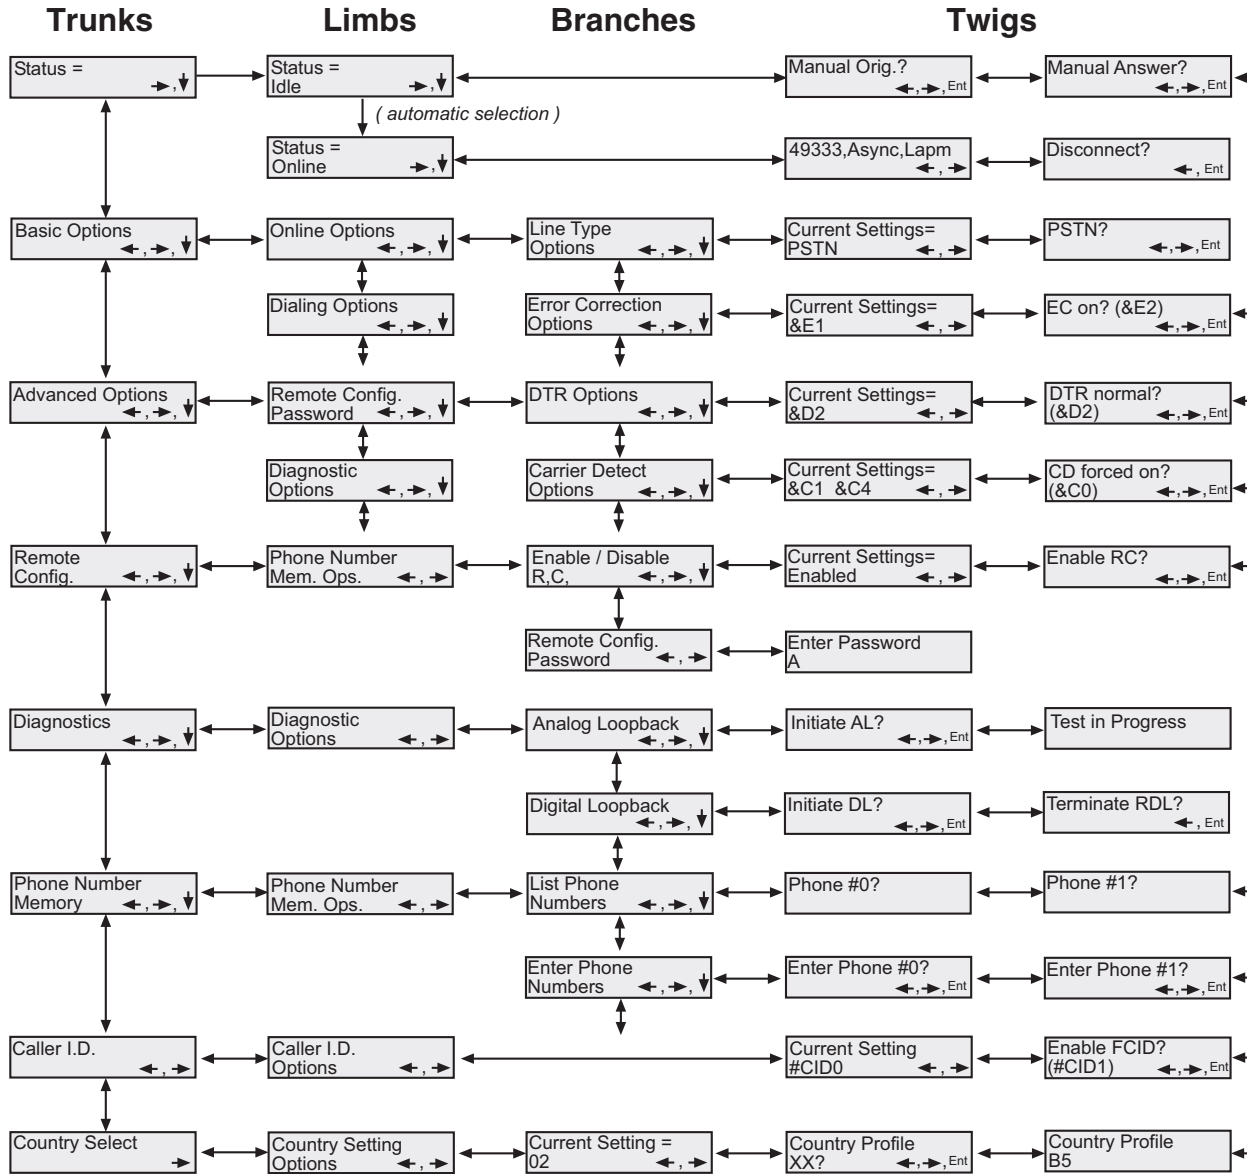 Trunks Limbs Branches Twigs
Status =
→,↓
Status =
Idle →,↓
Manual Orig.?
←,→,Ent
Manual Answer?
←,→,Ent
( automatic selection )
Status =
Online →,↓
49333,Async,Lapm
←,→
Disconnect?
←, Ent
Basic Options
←,→,↓
Online Options
←,→,↓
Line Type
Options ←,→,↓
Current Settings=
PSTN ←,→
PSTN?
←,→,Ent
Dialing Options
←,→,↓
Error Correction
Options ←,→,↓
Current Settings=
&E1 ←,→
EC on? (&E2)
←,→,Ent
Advanced Options
←,→,↓
Remote Config.
Password ←,→,↓
DTR Options
←,→,↓
Current Settings=
&D2 ←,→
DTR normal?
(&D2) ←,→,Ent
Diagnostic
Options ←,→,↓
Carrier Detect
Options ←,→,↓
Current Settings=
&C1 &C4 ←,→
CD forced on?
(&C0) ←,→,Ent
Remote
Config. ←,→,↓
Phone Number
Mem. Ops. ←,→
Enable / Disable
R,C, ←,→,↓
Current Settings=
Enabled ←,→
Enable RC?
←,→,Ent
Remote Config.
Password ←,→
Enter Password
A
Diagnostics
←,→,↓
Diagnostic
Options ←,→
Analog Loopback
←,→,↓
Initiate AL?
←,→,Ent
Test in Progress
Digital Loopback
←,→,↓
Initiate DL?
←,→,Ent
Terminate RDL?
←, Ent
Phone Number
Memory ←,→,↓
Phone Number
Mem. Ops. ←,→
List Phone
Numbers ←,→,↓
Phone #0?
Phone #1?
Enter Phone
Numbers ←,→,↓
Enter Phone #0?
←,→,Ent
Enter Phone #1?
←,→,Ent
Caller I.D.
←,→
Caller I.D.
Options ←,→
Current Setting
#CID0 ←,→
Enable FCID?
(#CID1) ←,→,Ent
Country Select
→
Country Setting
Options ←,→
Current Setting =
02 ←,→
Country Profile
XX? ←,→,Ent
Country Profile
B5